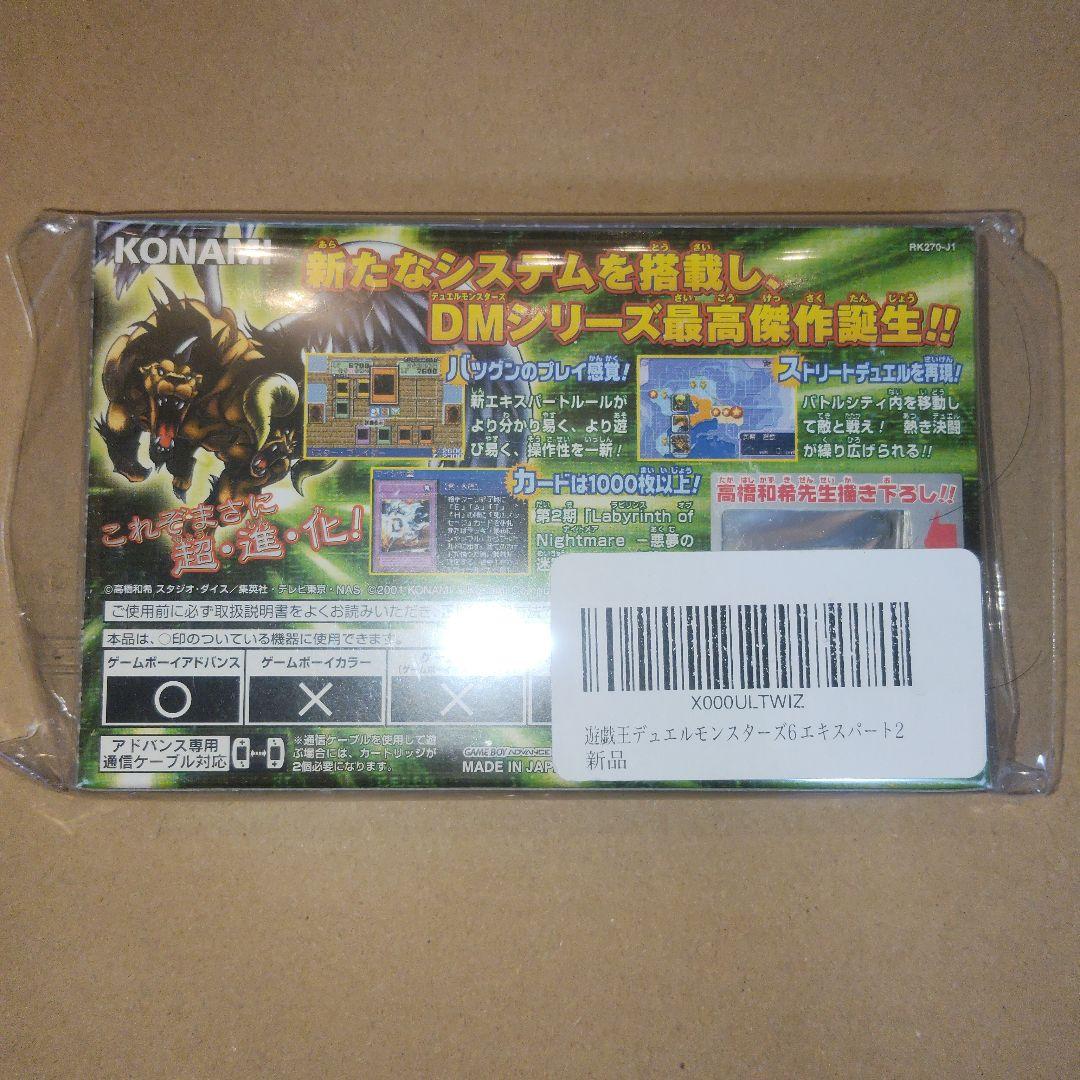 KONAMI
RK270-J1
新たなシステムを搭載し、
DMシリーズ最高傑作誕生!!
バツグンのプレイ感覚!
新エキスパートルールが
より分かり易く、より遊
び易く、操作性を一新!
ストリートデュエルを再現!
バトルシティ内を移動し
て敵と戦え! 熱き決闘
が繰り広げられる!!
カードは1000枚以上!
第2期「Labyrinth of
Nightmare －悪夢の
迷
高橋和希先生描き下ろし!!
これぞまさに
超・進・化!
©高橋和希 スタジオ・ダイス／集英社・テレビ東京・NAS ©2001 KONAMI
ご使用前に必ず取扱説明書をよくお読みいただき、
本品は、○印のついている機器に使用できます。
ゲームボーイアドバンス
ゲームボーイカラー
アドバンス専用
通信ケーブル対応
※通信ケーブルを使用して遊
ぶ場合には、カートリッジが
2個必要になります。
GAME BOY ADVANCE
MADE IN JAP
X000ULTWIZ
遊戯王デュエルモンスターズ6エキスパート2
新品